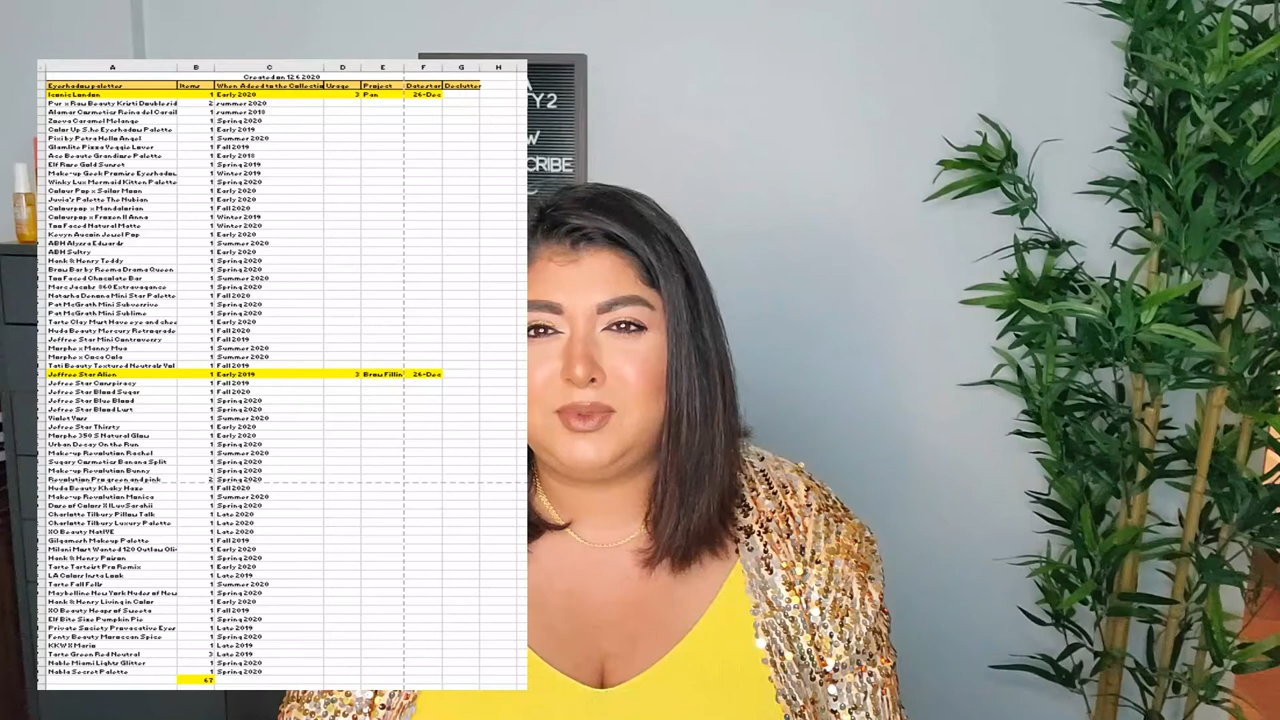 A B C D E F G H
Created on 12 6 2020
Eyeshadow palettes Items When Adeed to the Collectio Usage Project Datestar Declutter
Iconic London 1 Early 2020 3 Pan 26-Dec
Pur x Raw Beauty Kristi Doublesid 2 summer 2020
Alamar Cosmetics Reina del Carail 1 summer 2018
Zoeva Caramel Melange 1 Spring 2020
Color Up S.he Eyeshadow Palette 1 Early 2019
Pixi by Petra Hello Angel 1 Summer 2020
Glamlite Pizza Veggie Lover 1 Fall 2019
Ace Beaute Grandiose Palette 1 Early 2018
Elf Rose Gold Sunset 1 Spring 2019
Make-up Geek Promise Eyeshadow 1 Winter 2019
Winky Lux Mermaid Kitten Palette 1 Spring 2020
Colour Pop x Sailor Moon 1 Early 2020
Juvia's Palette The Nubian 1 Early 2020
Colourpop x Mandalorian 1 Fall 2020
Colourpop x Frozen II Anna 1 Winter 2019
Too Faced Natural Matte 1 Winter 2020
Kevyn Aucoin Jewel Pop 1 Early 2020
ABH Alyssa Edwards 1 Summer 2020
ABH Sultry 1 Early 2020
Hank & Henry Teddy 1 Spring 2020
Brow Bar by Reema Drama Queen 1 Spring 2020
Too Faced Chocolate Bar 1 Summer 2020
Marc Jacobs 860 Extravagance 1 Spring 2020
Natasha Denona Mini Star Palette 1 Fall 2020
Pat McGrath Mini Subversive 1 Spring 2020
Pat McGrath Mini Sublime 1 Spring 2020
Tarte Clay Must Have eye and chee 1 Early 2020
Huda Beauty Mercury Retrograde 1 Fall 2020
Jeffree Star Mini Controversy 1 Fall 2019
Morphe x Manny Mua 1 Summer 2020
Morphe x Coca Cola 1 Summer 2020
Tati Beauty Textured Neutrals Vol 1 Fall 2019
Jeffree Star Alien 1 Early 2019 3 Brow Fillin 26-Dec
Jefree Star Conspiracy 1 Fall 2019
Jefree Star Blood Sugar 1 Fall 2020
Jefree Star Blue Blood 1 Spring 2020
Jefree Star Blood Lust 1 Spring 2020
Violet Voss 1 Summer 2020
Jefree Star Thirsty 1 Early 2020
Morphe 35O S Natural Glow 1 Early 2020
Urban Decay On the Run 1 Spring 2020
Make-up Revolution Rachel 1 Summer 2020
Sugary Cosmetics Banana Split 1 Spring 2020
Make-up Revolution Bunny 1 Spring 2020
Revolution Pro green and pink 2 Spring 2020
Huda Beauty Khaky Haze 1 Fall 2020
Make-up Revolution Monica 1 Summer 2020
Dose of Colors X ILuvSarahii 1 Spring 2020
Charlotte Tilbury Pillow Talk 1 Late 2020
Charlotte Tilbury Luxury Palette 1 Late 2020
XO Beauty NatIVE 1 Late 2020
Gilgamesh Makeup Palette 1 Fall 2019
Milani Most Wanted 120 Outlaw Oli 1 Early 2020
Hank & Henry Poison 1 Spring 2020
Tarte Tarteist Pro Remix 1 Early 2020
LA Colors Insta Look 1 Late 2019
Tarte Fall Fells 1 Summer 2020
Maybelline New York Nudes of New 1 Spring 2020
Hank & Henry Living in Color 1 Early 2020
XO Beauty Heaps of Sweets 1 Fall 2019
Elf Bite Size Pumpkin Pie 1 Spring 2020
Private Society Provocative Eyes 1 Late 2019
Fenty Beauty Moroccan Spice 1 Spring 2020
KKW X Mario 1 Late 2019
Tarte Green Red Neutral 3 Late 2019
Nabla Miami Lights Glitter 1 Spring 2020
Nabla Secret Palette 1 Spring 2020
67
Y 2